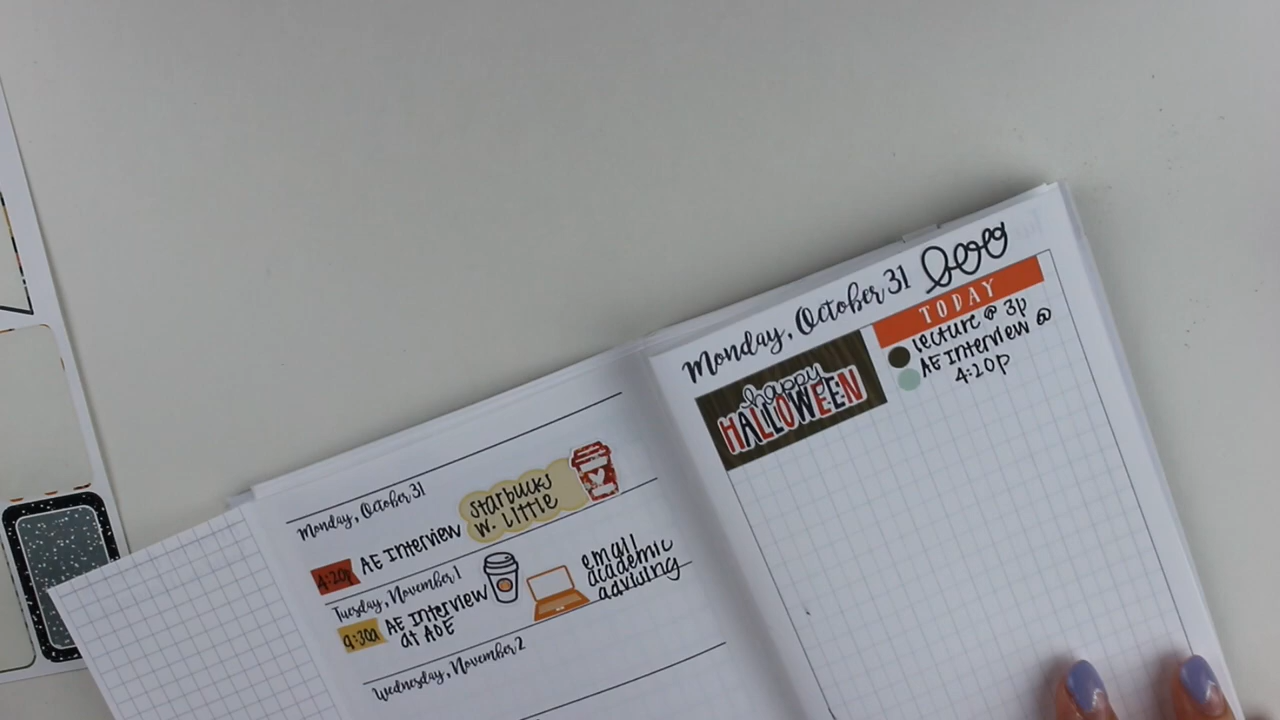 Monday, October 31
4:20p AE Interview
Starbucks
w. Little
Tuesday, November 1
9:30a AE Interview
at AOE
email
academic
advising
Wednesday, November 2
Monday, October 31 boo
happy
HALLOWEEN
TODAY
lecture @ 3p
AE Interview @
4:20p